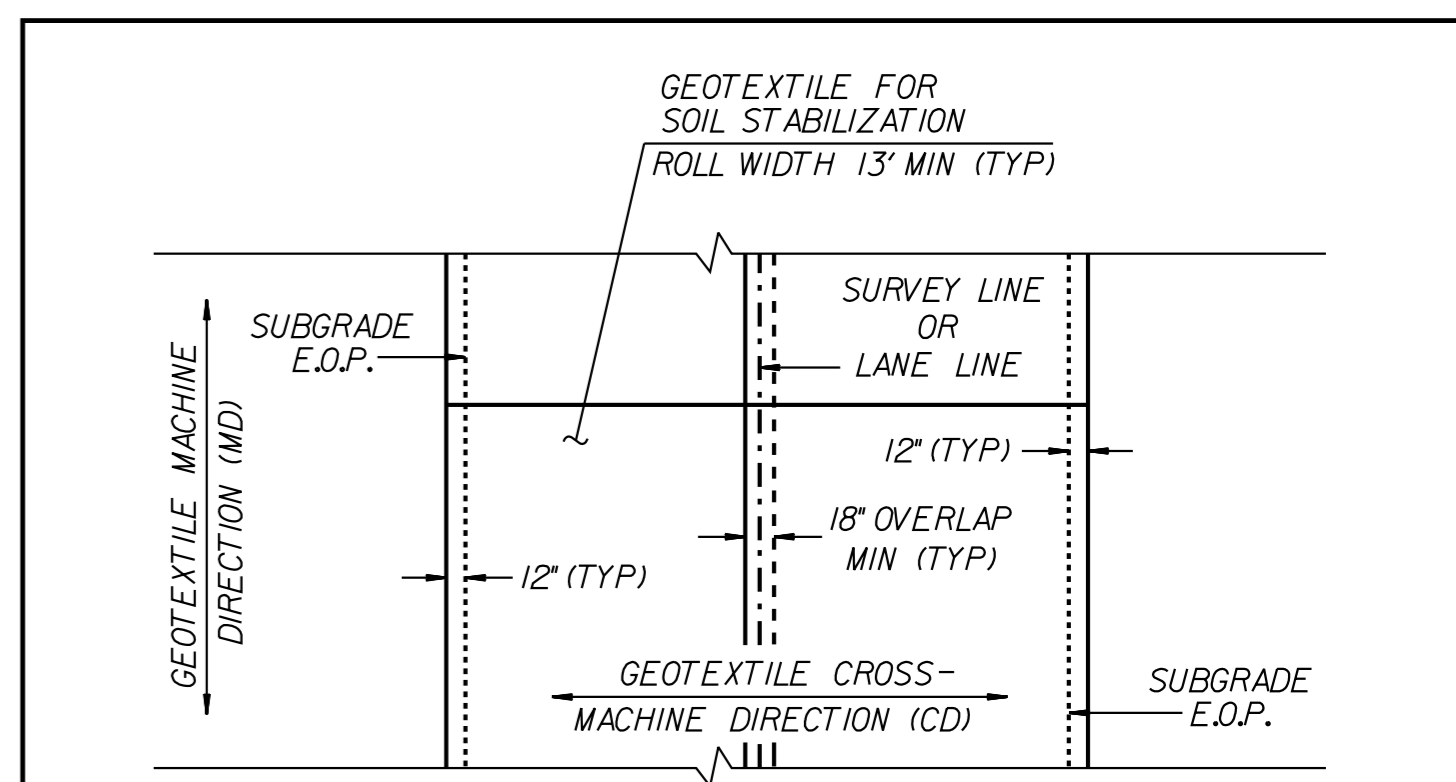 GEOTEXTILE FOR
SOIL STABILIZATION
ROLL WIDTH 13' MIN (TYP)
SURVEY LINE
OR
LANE LINE
SUBGRADE
E.O.P.
GEOTEXTILE MACHINE
DIRECTION (MD)
12" (TYP)
18" OVERLAP
MIN (TYP)
12" (TYP)
GEOTEXTILE CROSS-
MACHINE DIRECTION (CD)
SUBGRADE
E.O.P.